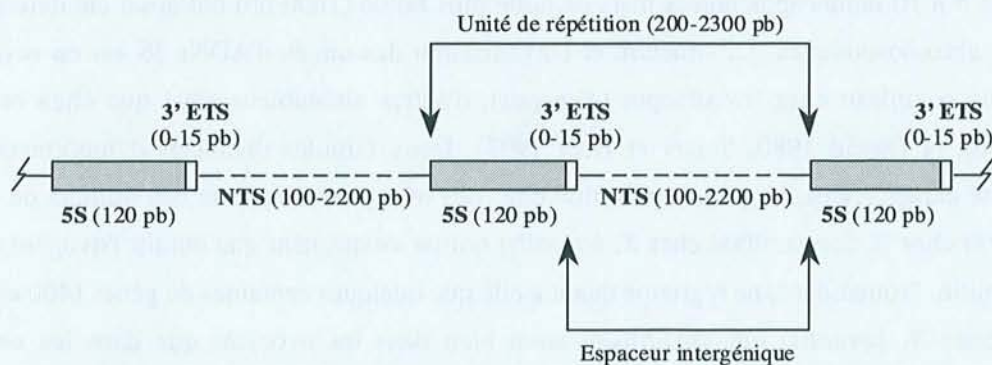 Unité de répétition (200-2300 pb)
3' ETS
(0-15 pb)
3' ETS
(0-15 pb)
3' ETS
(0-15 pb)
NTS (100-2200 pb)
NTS (100-2200 pb)
5S (120 pb)
5S (120 pb)
5S (120 pb)
Espaceur intergénique